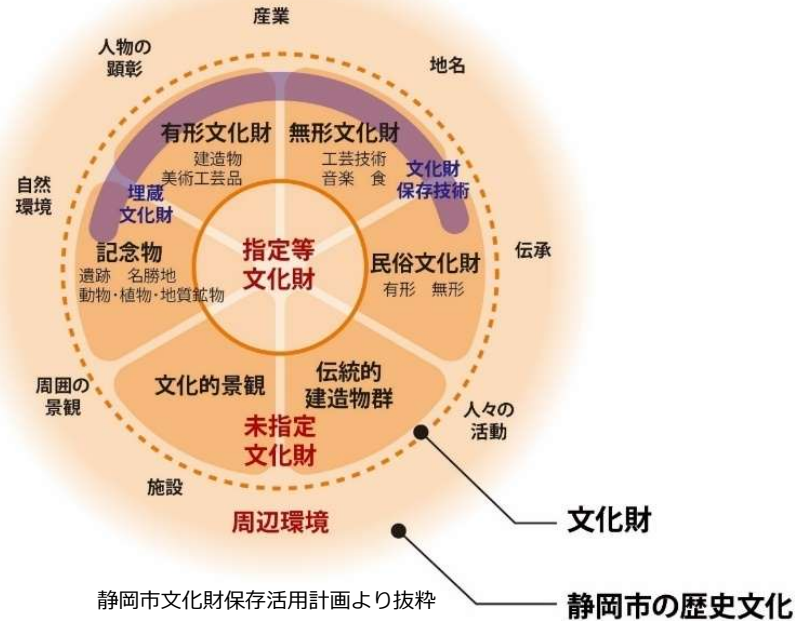 産業
人物の
顕彰
地名
有形文化財
建造物
美術工芸品
無形文化財
工芸技術
音楽 食
文化財
保存技術
自然
環境
埋蔵
文化財
記念物
遺跡 名勝地
動物・植物・地質鉱物
指定等
文化財
民俗文化財
有形 無形
伝承
周囲の
景観
文化的景観
伝統的
建造物群
未指定
文化財
人々の
活動
施設
周辺環境
文化財
静岡市文化財保存活用計画より抜粋
静岡市の歴史文化